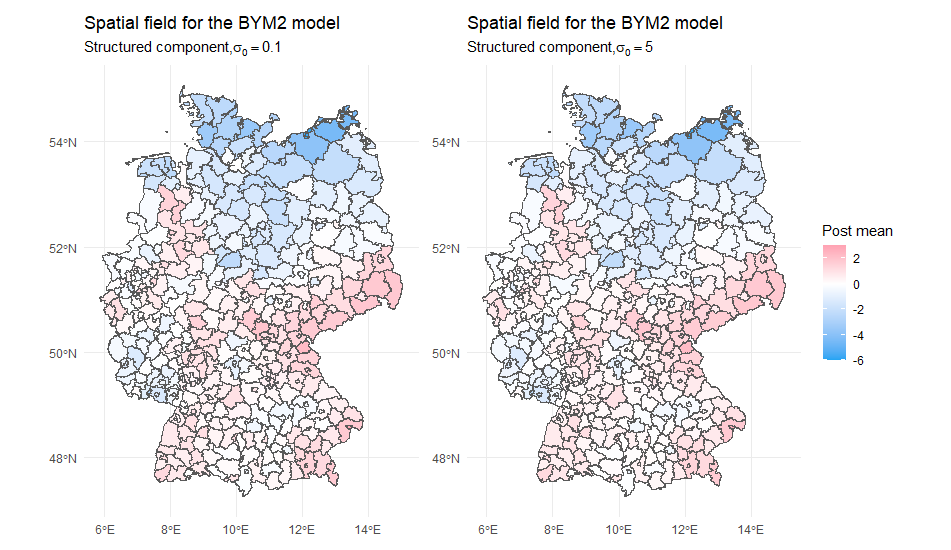 Spatial field for the BYM2 model
Structured component,σ₀ = 0.1
54°N
52°N
50°N
48°N
6°E 8°E 10°E 12°E 14°E
Spatial field for the BYM2 model
Structured component,σ₀ = 5
54°N
52°N
50°N
48°N
6°E 8°E 10°E 12°E 14°E
Post mean
2
0
-2
-4
-6